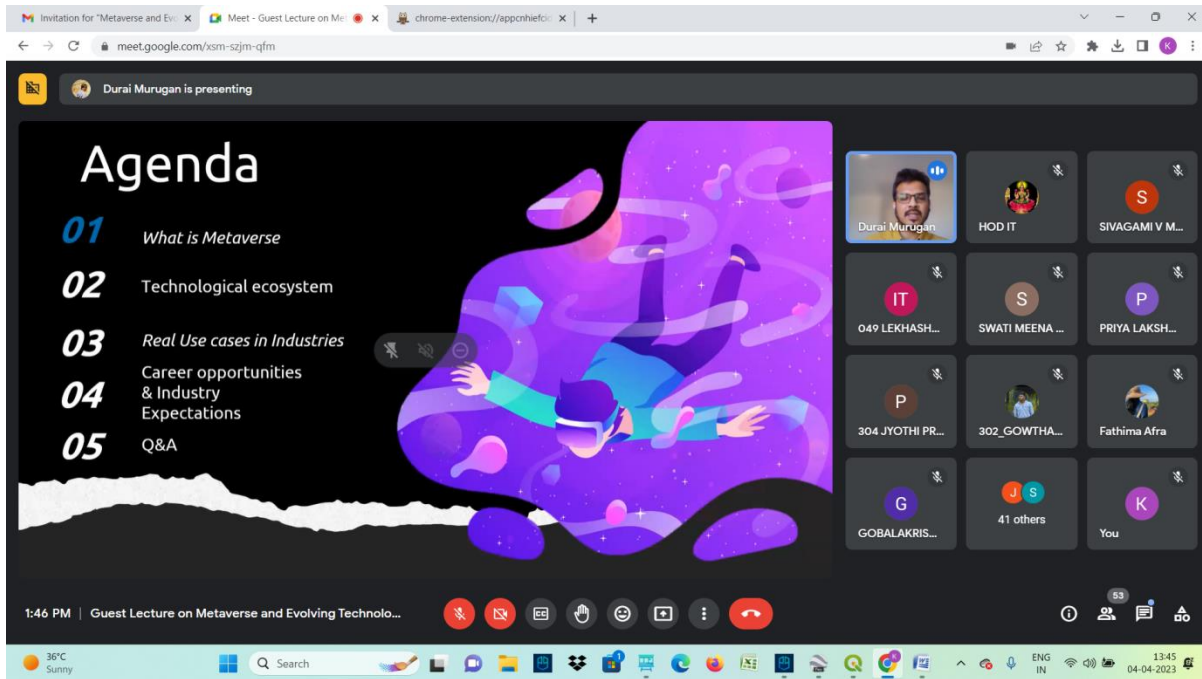 Invitation for "Metaverse and Evo
Meet - Guest Lecture on Met
chrome-extension://appcnhiefcic
meet.google.com/xsm-szjm-qfm
K
Durai Murugan is presenting
Agenda
01 What is Metaverse
02 Technological ecosystem
03 Real Use cases in Industries
04 Career opportunities
& Industry
Expectations
05 Q&A
Durai Murugan
HOD IT
S
SIVAGAMI V M...
IT
049 LEKHASH...
S
SWATI MEENA ...
P
PRIYA LAKSH...
P
304 JYOTHI PR...
302_GOWTHA...
Fathima Afra
G
GOBALAKRIS...
J S
41 others
K
You
1:46 PM | Guest Lecture on Metaverse and Evolving Technolo...
CC
53
36°C
Sunny
Search
ENG
IN
13:45
04-04-2023